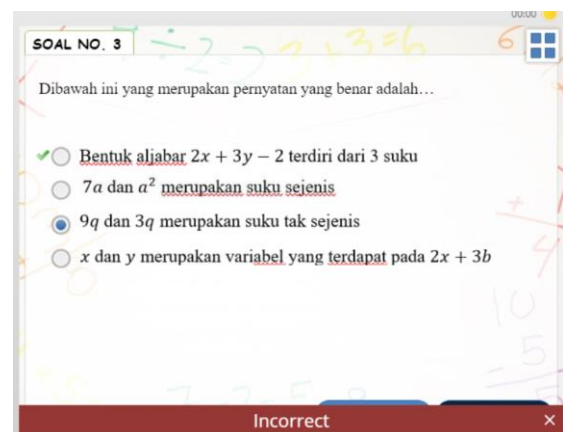 00:00
SOAL NO. 3
Dibawah ini yang merupakan pernyatan yang benar adalah…
Bentuk aljabar 2x + 3y − 2 terdiri dari 3 suku
7a dan a² merupakan suku sejenis
9q dan 3q merupakan suku tak sejenis
x dan y merupakan variabel yang terdapat pada 2x + 3b
Incorrect ×